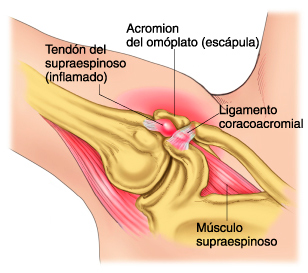 Acromion
del omóplato (escápula)
Tendón del
supraespinoso
(inflamado)
Ligamento
coracoacromial
Músculo
supraespinoso